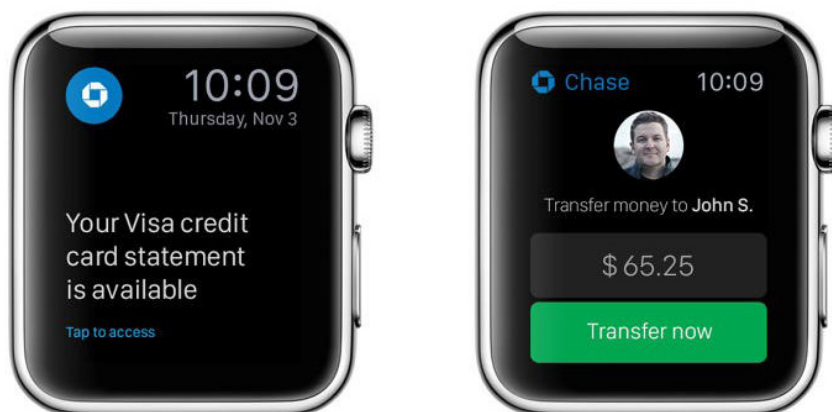 10:09
Thursday, Nov 3
Your Visa credit
card statement
is available
Tap to access
Chase 10:09
Transfer money to John S.
$ 65.25
Transfer now